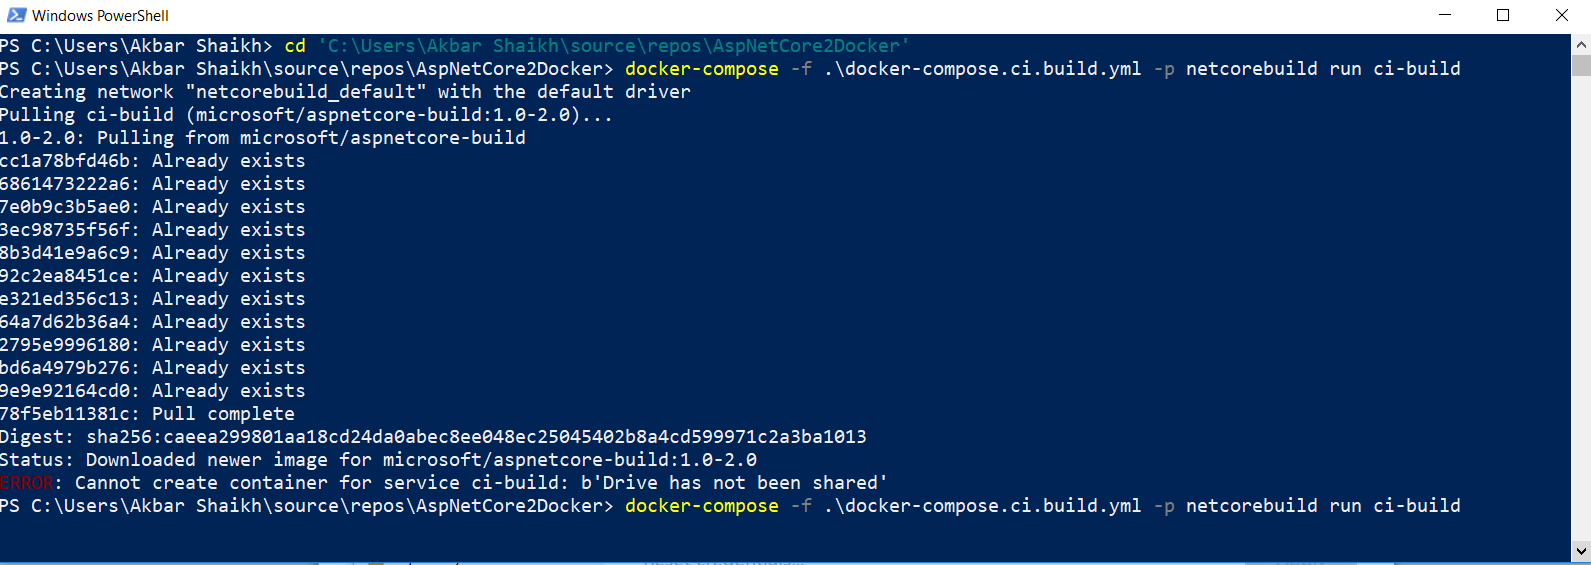 Windows PowerShell
PS C:\Users\Akbar Shaikh> cd 'C:\Users\Akbar Shaikh\source\repos\AspNetCore2Docker'
PS C:\Users\Akbar Shaikh\source\repos\AspNetCore2Docker> docker-compose -f .\docker-compose.ci.build.yml -p netcorebuild run ci-build
Creating network "netcorebuild_default" with the default driver
Pulling ci-build (microsoft/aspnetcore-build:1.0-2.0)...
1.0-2.0: Pulling from microsoft/aspnetcore-build
cc1a78bfd46b: Already exists
6861473222a6: Already exists
7e0b9c3b5ae0: Already exists
3ec98735f56f: Already exists
8b3d41e9a6c9: Already exists
92c2ea8451ce: Already exists
e321ed356c13: Already exists
64a7d62b36a4: Already exists
2795e9996180: Already exists
bd6a4979b276: Already exists
9e9e92164cd0: Already exists
78f5eb11381c: Pull complete
Digest: sha256:caeea299801aa18cd24da0abec8ee048ec25045402b8a4cd599971c2a3ba1013
Status: Downloaded newer image for microsoft/aspnetcore-build:1.0-2.0
ERROR: Cannot create container for service ci-build: b'Drive has not been shared'
PS C:\Users\Akbar Shaikh\source\repos\AspNetCore2Docker> docker-compose -f .\docker-compose.ci.build.yml -p netcorebuild run ci-build